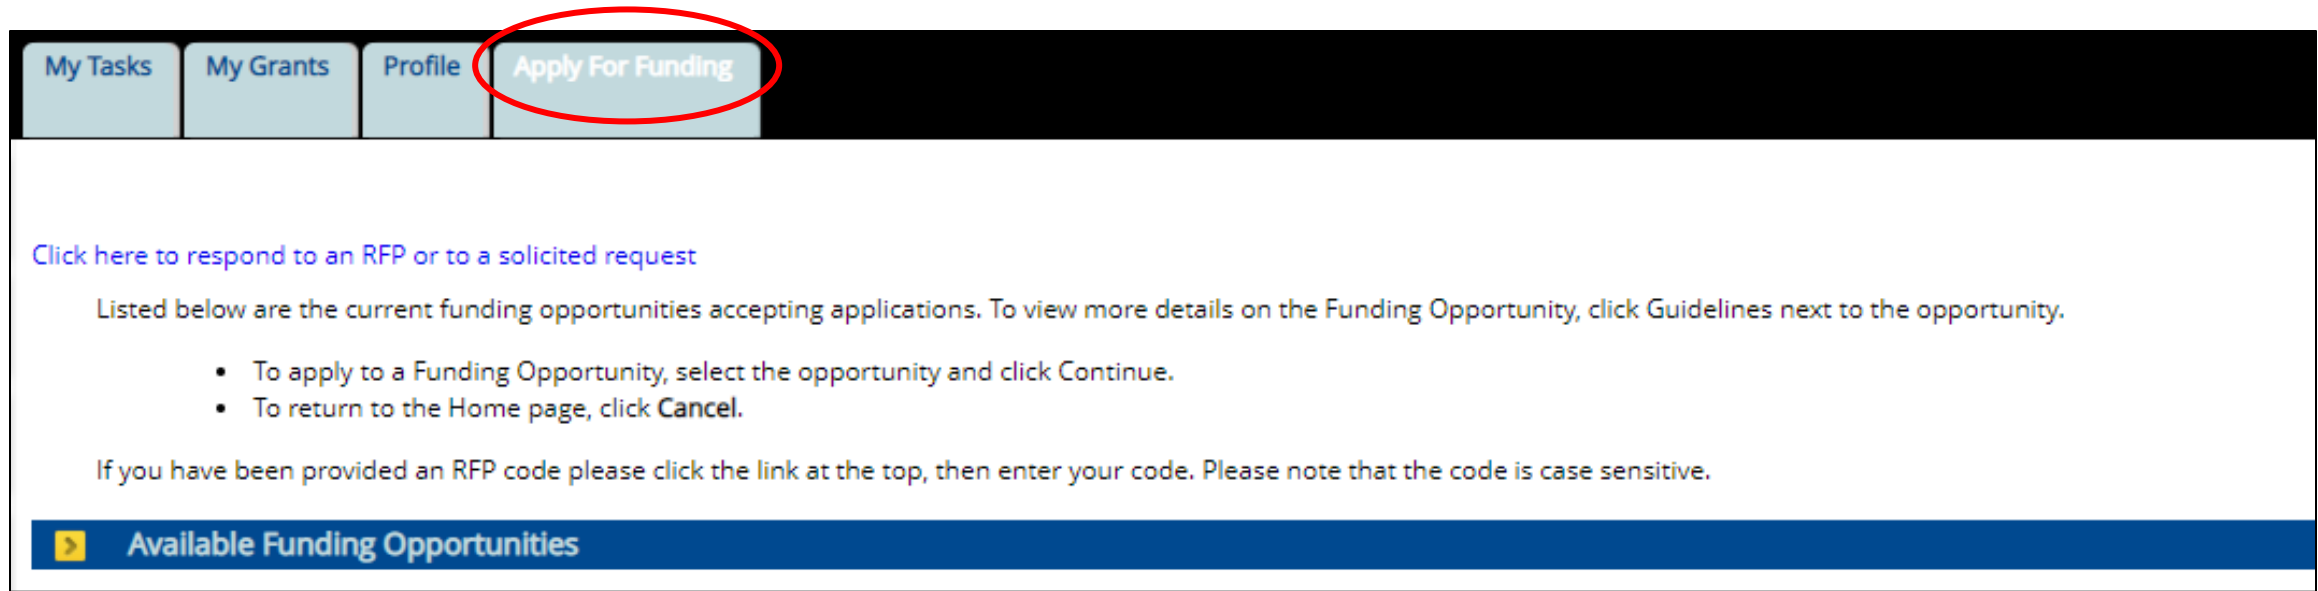 My Tasks My Grants Profile Apply For Funding
Click here to respond to an RFP or to a solicited request
Listed below are the current funding opportunities accepting applications. To view more details on the Funding Opportunity, click Guidelines next to the opportunity.
• To apply to a Funding Opportunity, select the opportunity and click Continue.
• To return to the Home page, click Cancel.
If you have been provided an RFP code please click the link at the top, then enter your code. Please note that the code is case sensitive.
Available Funding Opportunities